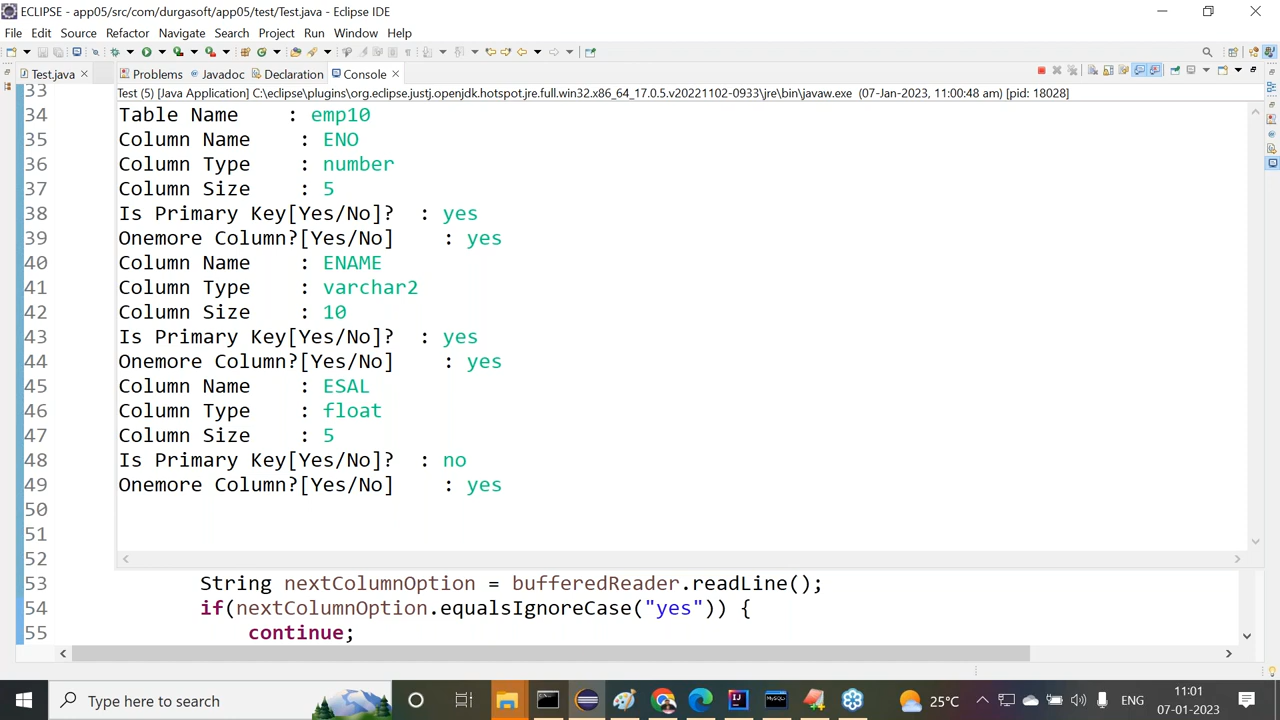 ECLIPSE - app05/src/com/durgasoft/app05/test/Test.java - Eclipse IDE
File Edit Source Refactor Navigate Search Project Run Window Help
Test.java Problems Javadoc Declaration Console
Test (5) [Java Application] C:\eclipse\plugins\org.eclipse.justj.openjdk.hotspot.jre.full.win32.x86_64_17.0.5.v20221102-0933\jre\bin\javaw.exe (07-Jan-2023, 11:00:48 am) [pid: 18028]
33
34 Table Name : emp10
35 Column Name : ENO
36 Column Type : number
37 Column Size : 5
38 Is Primary Key[Yes/No]? : yes
39 Onemore Column?[Yes/No] : yes
40 Column Name : ENAME
41 Column Type : varchar2
42 Column Size : 10
43 Is Primary Key[Yes/No]? : yes
44 Onemore Column?[Yes/No] : yes
45 Column Name : ESAL
46 Column Type : float
47 Column Size : 5
48 Is Primary Key[Yes/No]? : no
49 Onemore Column?[Yes/No] : yes
50
51
52
53 String nextColumnOption = bufferedReader.readLine();
54 if(nextColumnOption.equalsIgnoreCase("yes")) {
55 continue;
Type here to search 25°C ENG 11:01
07-01-2023